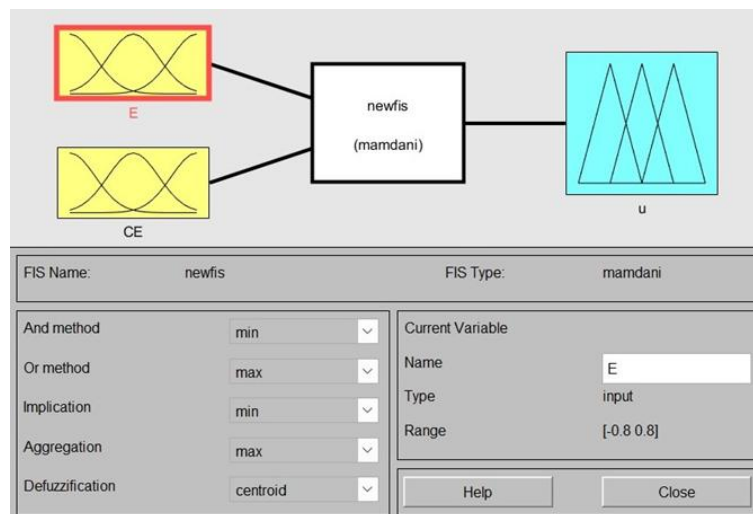 E
newfis
(mamdani)
CE
u
FIS Name: newfis FIS Type: mamdani
And method min
Or method max
Implication min
Aggregation max
Defuzzification centroid
Current Variable
Name E
Type input
Range [-0.8 0.8]
Help Close